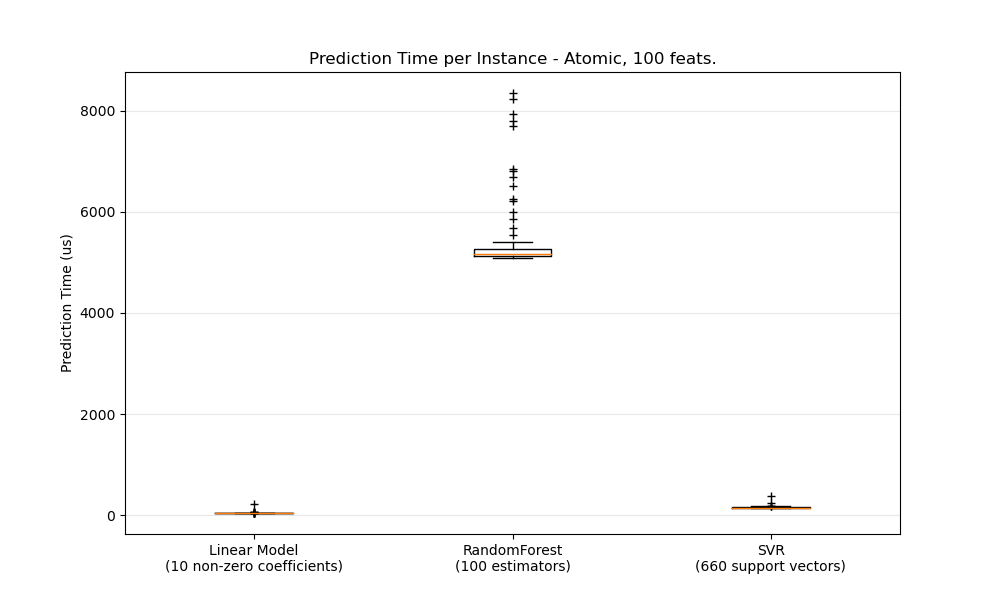 Prediction Time per Instance - Atomic, 100 feats.
Prediction Time (us)
8000
6000
4000
2000
0
Linear Model
(10 non-zero coefficients)
RandomForest
(100 estimators)
SVR
(660 support vectors)